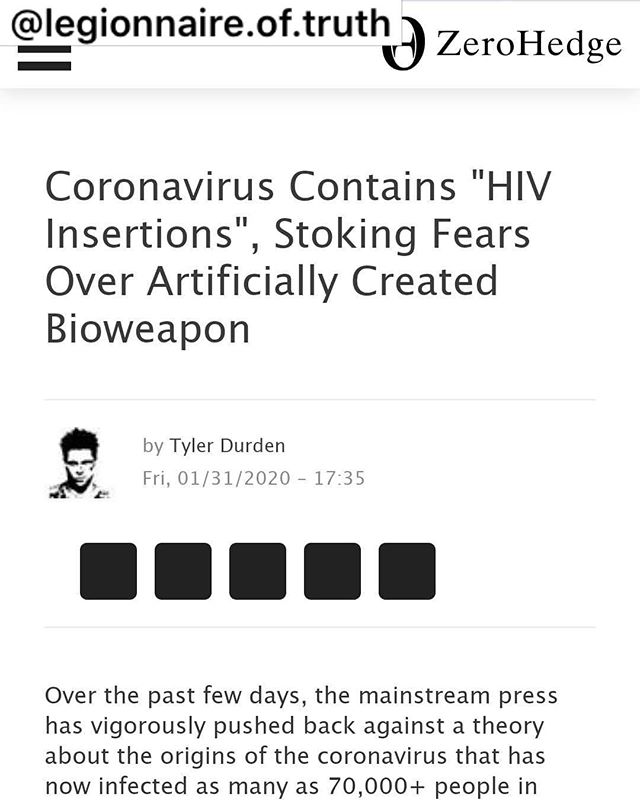 @legionnaire.of.truth
ZeroHedge
Coronavirus Contains "HIV
Insertions", Stoking Fears
Over Artificially Created
Bioweapon
by Tyler Durden
Fri, 01/31/2020 – 17:35
Over the past few days, the mainstream press
has vigorously pushed back against a theory
about the origins of the coronavirus that has
now infected as many as 70,000+ people in